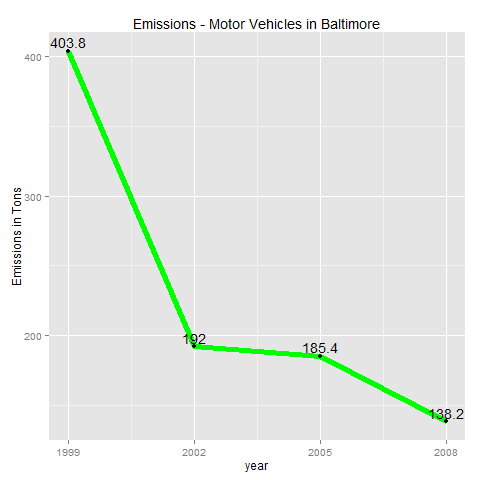 Emissions - Motor Vehicles in Baltimore
403.8
400
300
Emissions in Tons
200
192
185.4
138.2
1999 2002 2005 2008
year